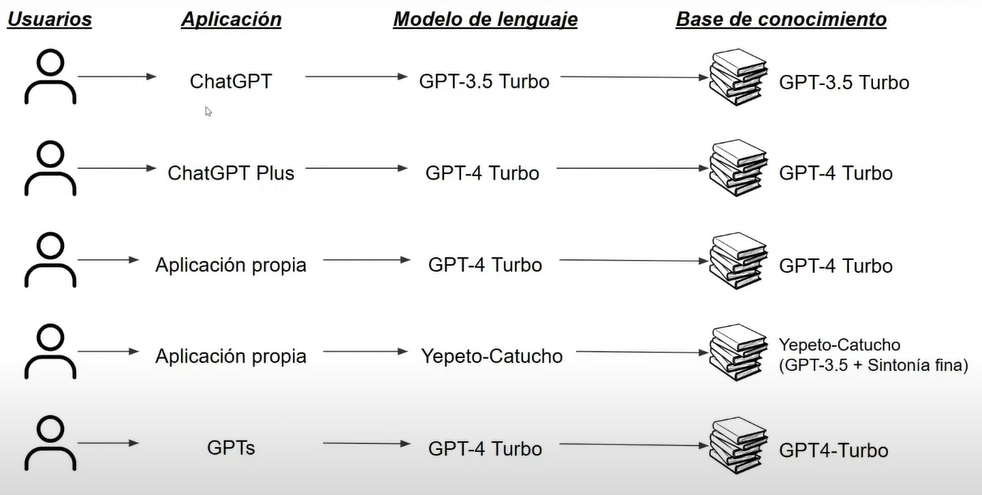 Usuarios Aplicación Modelo de lenguaje Base de conocimiento
ChatGPT GPT-3.5 Turbo GPT-3.5 Turbo
ChatGPT Plus GPT-4 Turbo GPT-4 Turbo
Aplicación propia GPT-4 Turbo GPT-4 Turbo
Aplicación propia Yepeto-Catucho Yepeto-Catucho
(GPT-3.5 + Sintonía fina)
GPTs GPT-4 Turbo GPT4-Turbo